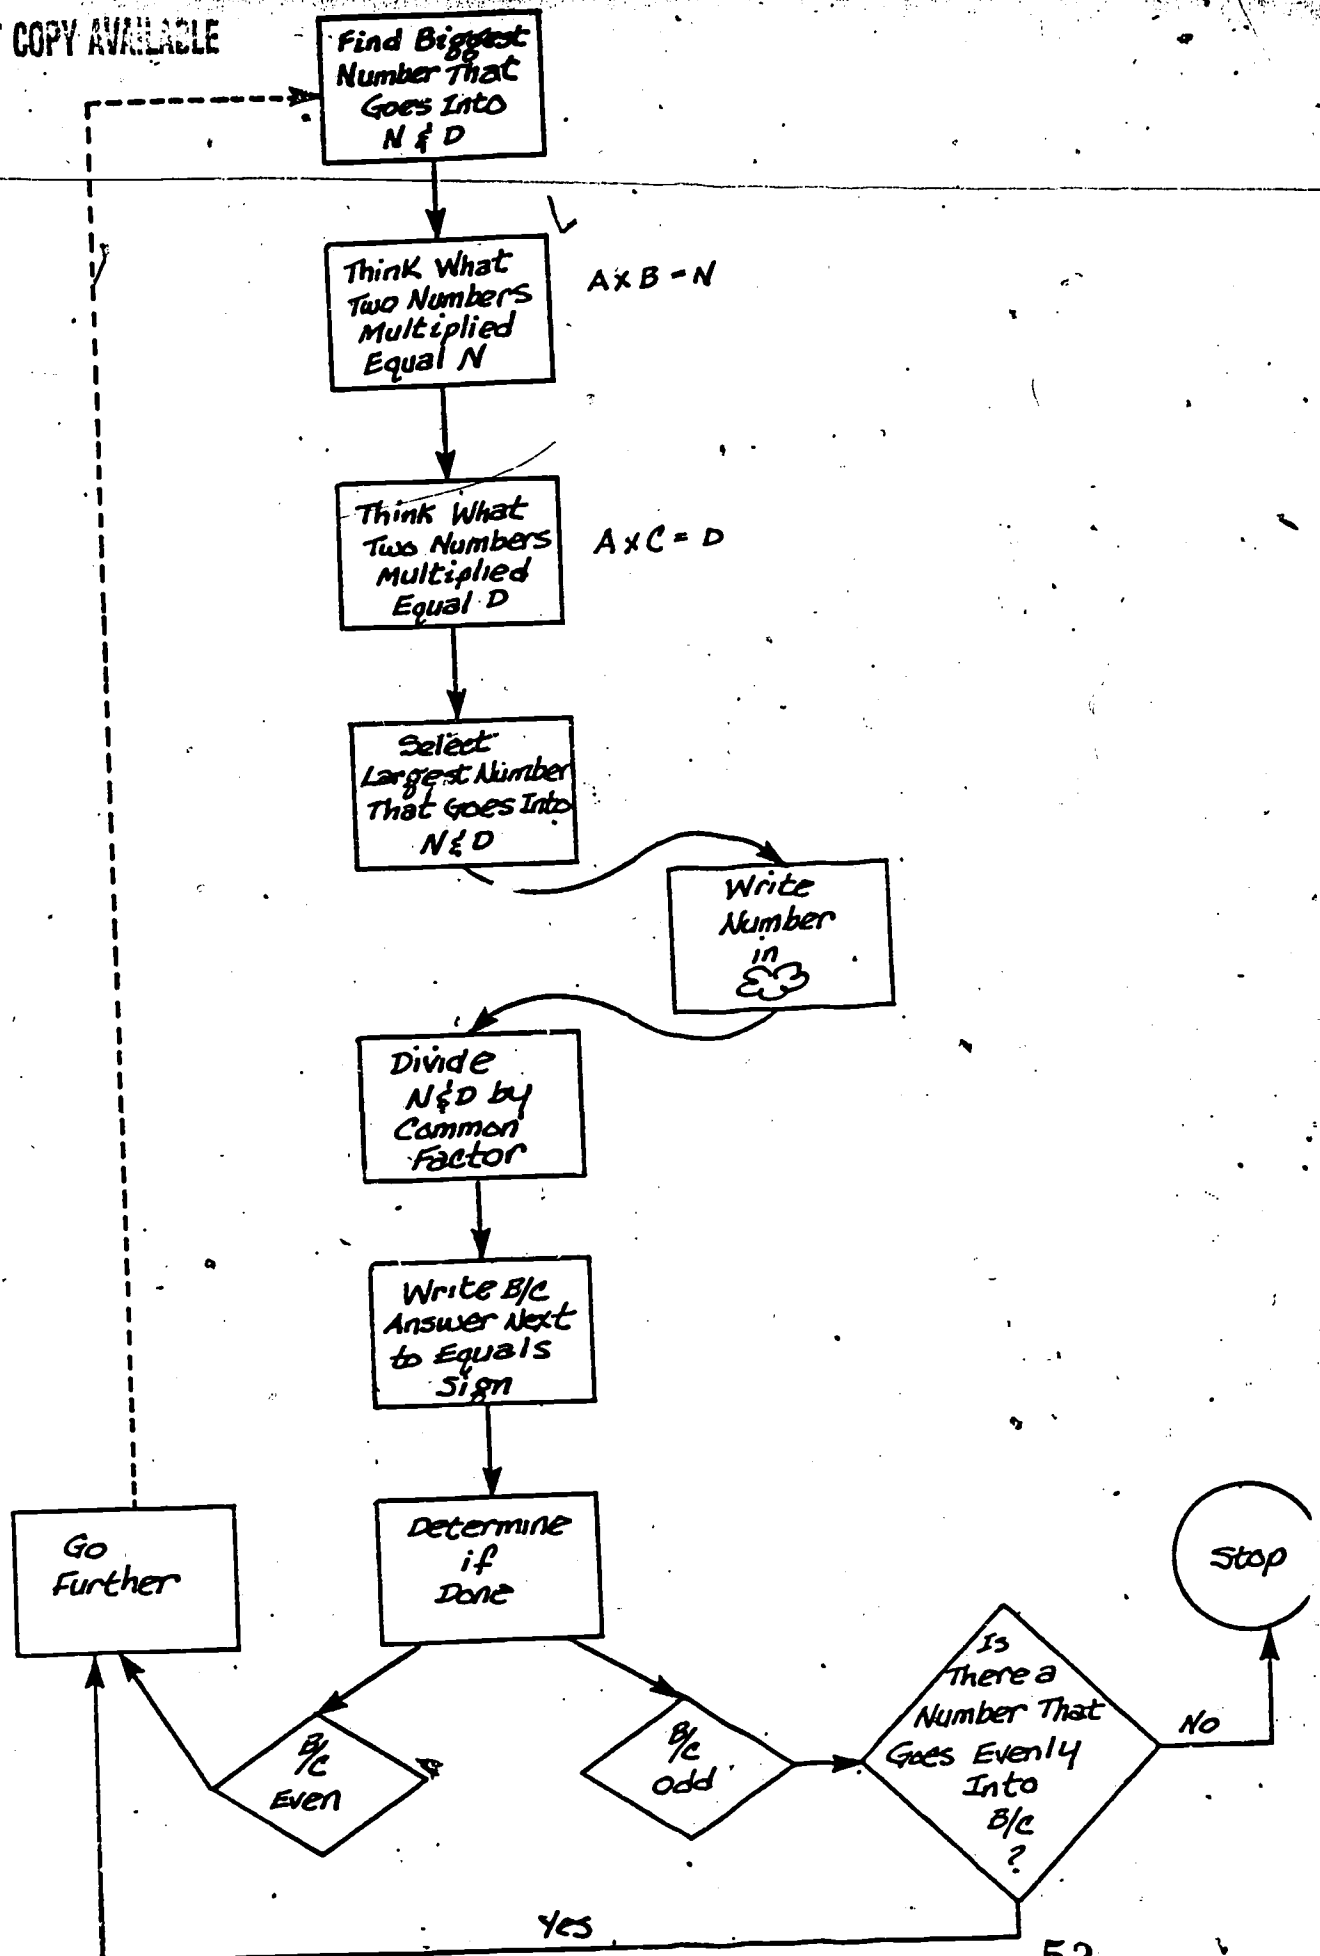 COPY AVAILABLE
Find Biggest
Number That
Goes Into
N & D
Think What
Two Numbers
Multiplied
Equal N
A x B = N
Think What
Two Numbers
Multiplied
Equal D
A x C = D
Select
Largest Number
That Goes Into
N & D
Write
Number
in
Divide
N & D by
Common
Factor
Write B/C
Answer Next
to Equals
Sign
Determine
if
Done
Go
Further
Stop
B/C
Even
B/C
Odd
Is
There a
Number That
Goes Evenly
Into
B/C
?
No
Yes